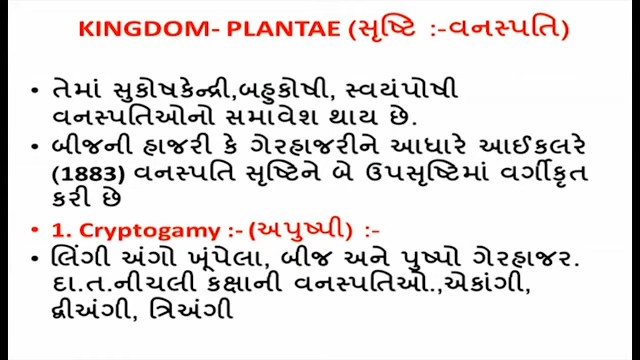 KINGDOM- PLANTAE (સૃષ્ટિ :-વનસ્પતિ)
• તેમાં સુકોષકેન્દ્રી,બહુકોષી, સ્વયંપોષી
વનસ્પતિઓનો સમાવેશ થાય છે.
• બીજની હાજરી કે ગેરહાજરીને આધારે આઈકલરે
(1883) વનસ્પતિ સૃષ્ટિને બે ઉપસૃષ્ટિમાં વર્ગીકૃત
કરી છે
• 1. Cryptogamy :- (અપુષ્પી) :-
• લિંગી અંગો ખૂંપેલા, બીજ અને પુષ્પો ગેરહાજર.
દા.ત.નીચલી કક્ષાની વનસ્પતિઓ.,એકાંગી,
દ્વીઅંગી, ત્રિઅંગી